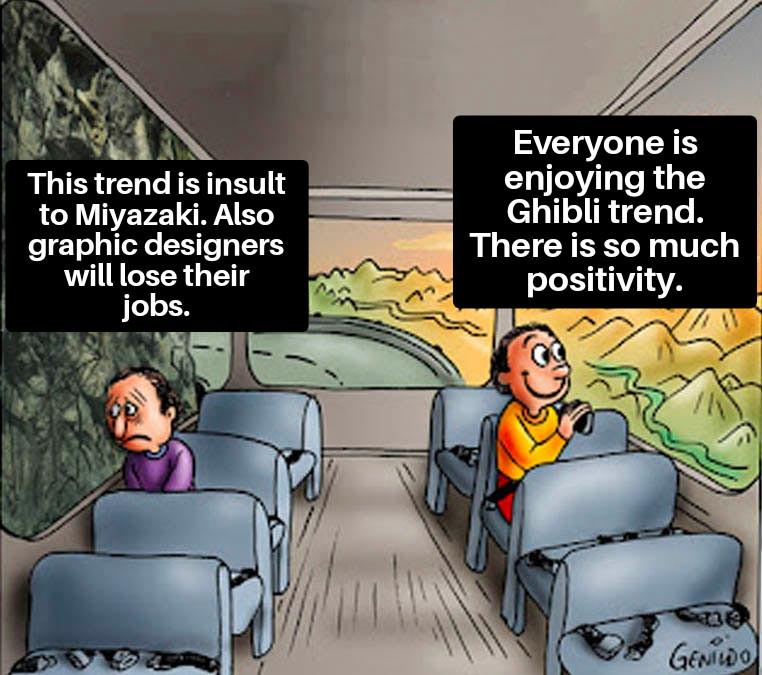 This trend is insult
to Miyazaki. Also
graphic designers
will lose their
jobs.
Everyone is
enjoying the
Ghibli trend.
There is so much
positivity.
GENILDO